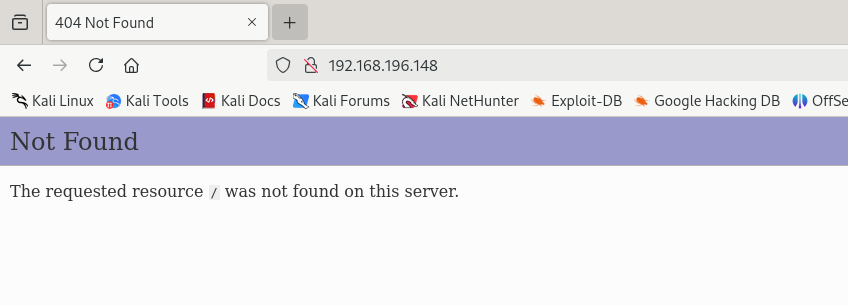 404 Not Found
192.168.196.148
Kali Linux Kali Tools Kali Docs Kali Forums Kali NetHunter Exploit-DB Google Hacking DB OffSe
Not Found
The requested resource / was not found on this server.